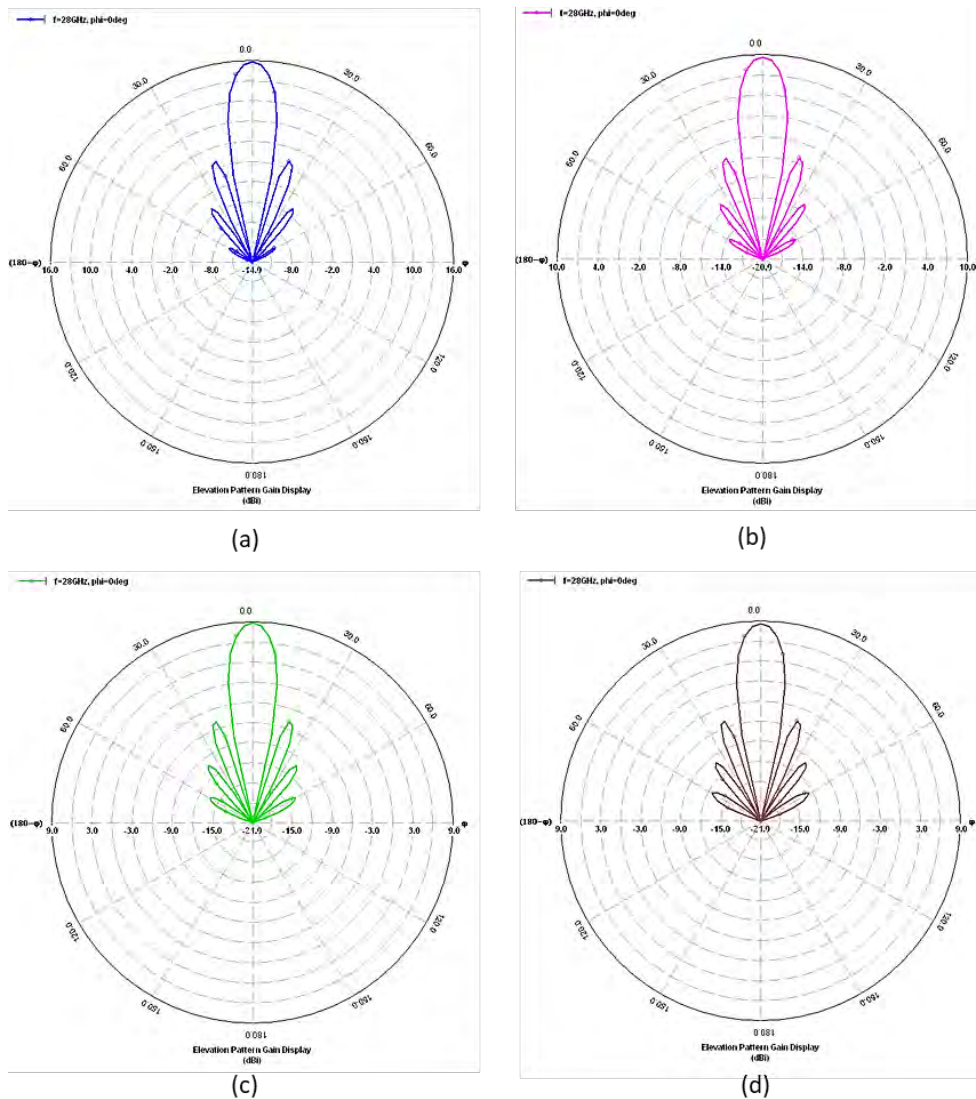 f=28GHz, phi=0deg
0.0
30.0 30.0
60.0 60.0
(180-φ) φ
16.0 10.0 4.0 -2.0 -8.0 -14.0 -8.0 -2.0 4.0 10.0 16.0
120.0 120.0
150.0 150.0
180.0
Elevation Pattern Gain Display
(dBi)
(a)
f=28GHz, phi=0deg
0.0
30.0 30.0
60.0 60.0
(180-φ) φ
10.0 4.0 -2.0 -8.0 -14.0 -20.0 -14.0 -8.0 -2.0 4.0 10.0
120.0 120.0
150.0 150.0
180.0
Elevation Pattern Gain Display
(dBi)
(b)
f=28GHz, phi=0deg
0.0
30.0 30.0
60.0 60.0
(180-φ) φ
9.0 3.0 -3.0 -9.0 -15.0 -21.0 -15.0 -9.0 -3.0 3.0 9.0
120.0 120.0
150.0 150.0
180.0
Elevation Pattern Gain Display
(dBi)
(c)
f=28GHz, phi=0deg
0.0
30.0 30.0
60.0 60.0
(180-φ) φ
9.0 3.0 -3.0 -9.0 -15.0 -21.0 -15.0 -9.0 -3.0 3.0 9.0
120.0 120.0
150.0 150.0
180.0
Elevation Pattern Gain Display
(dBi)
(d)